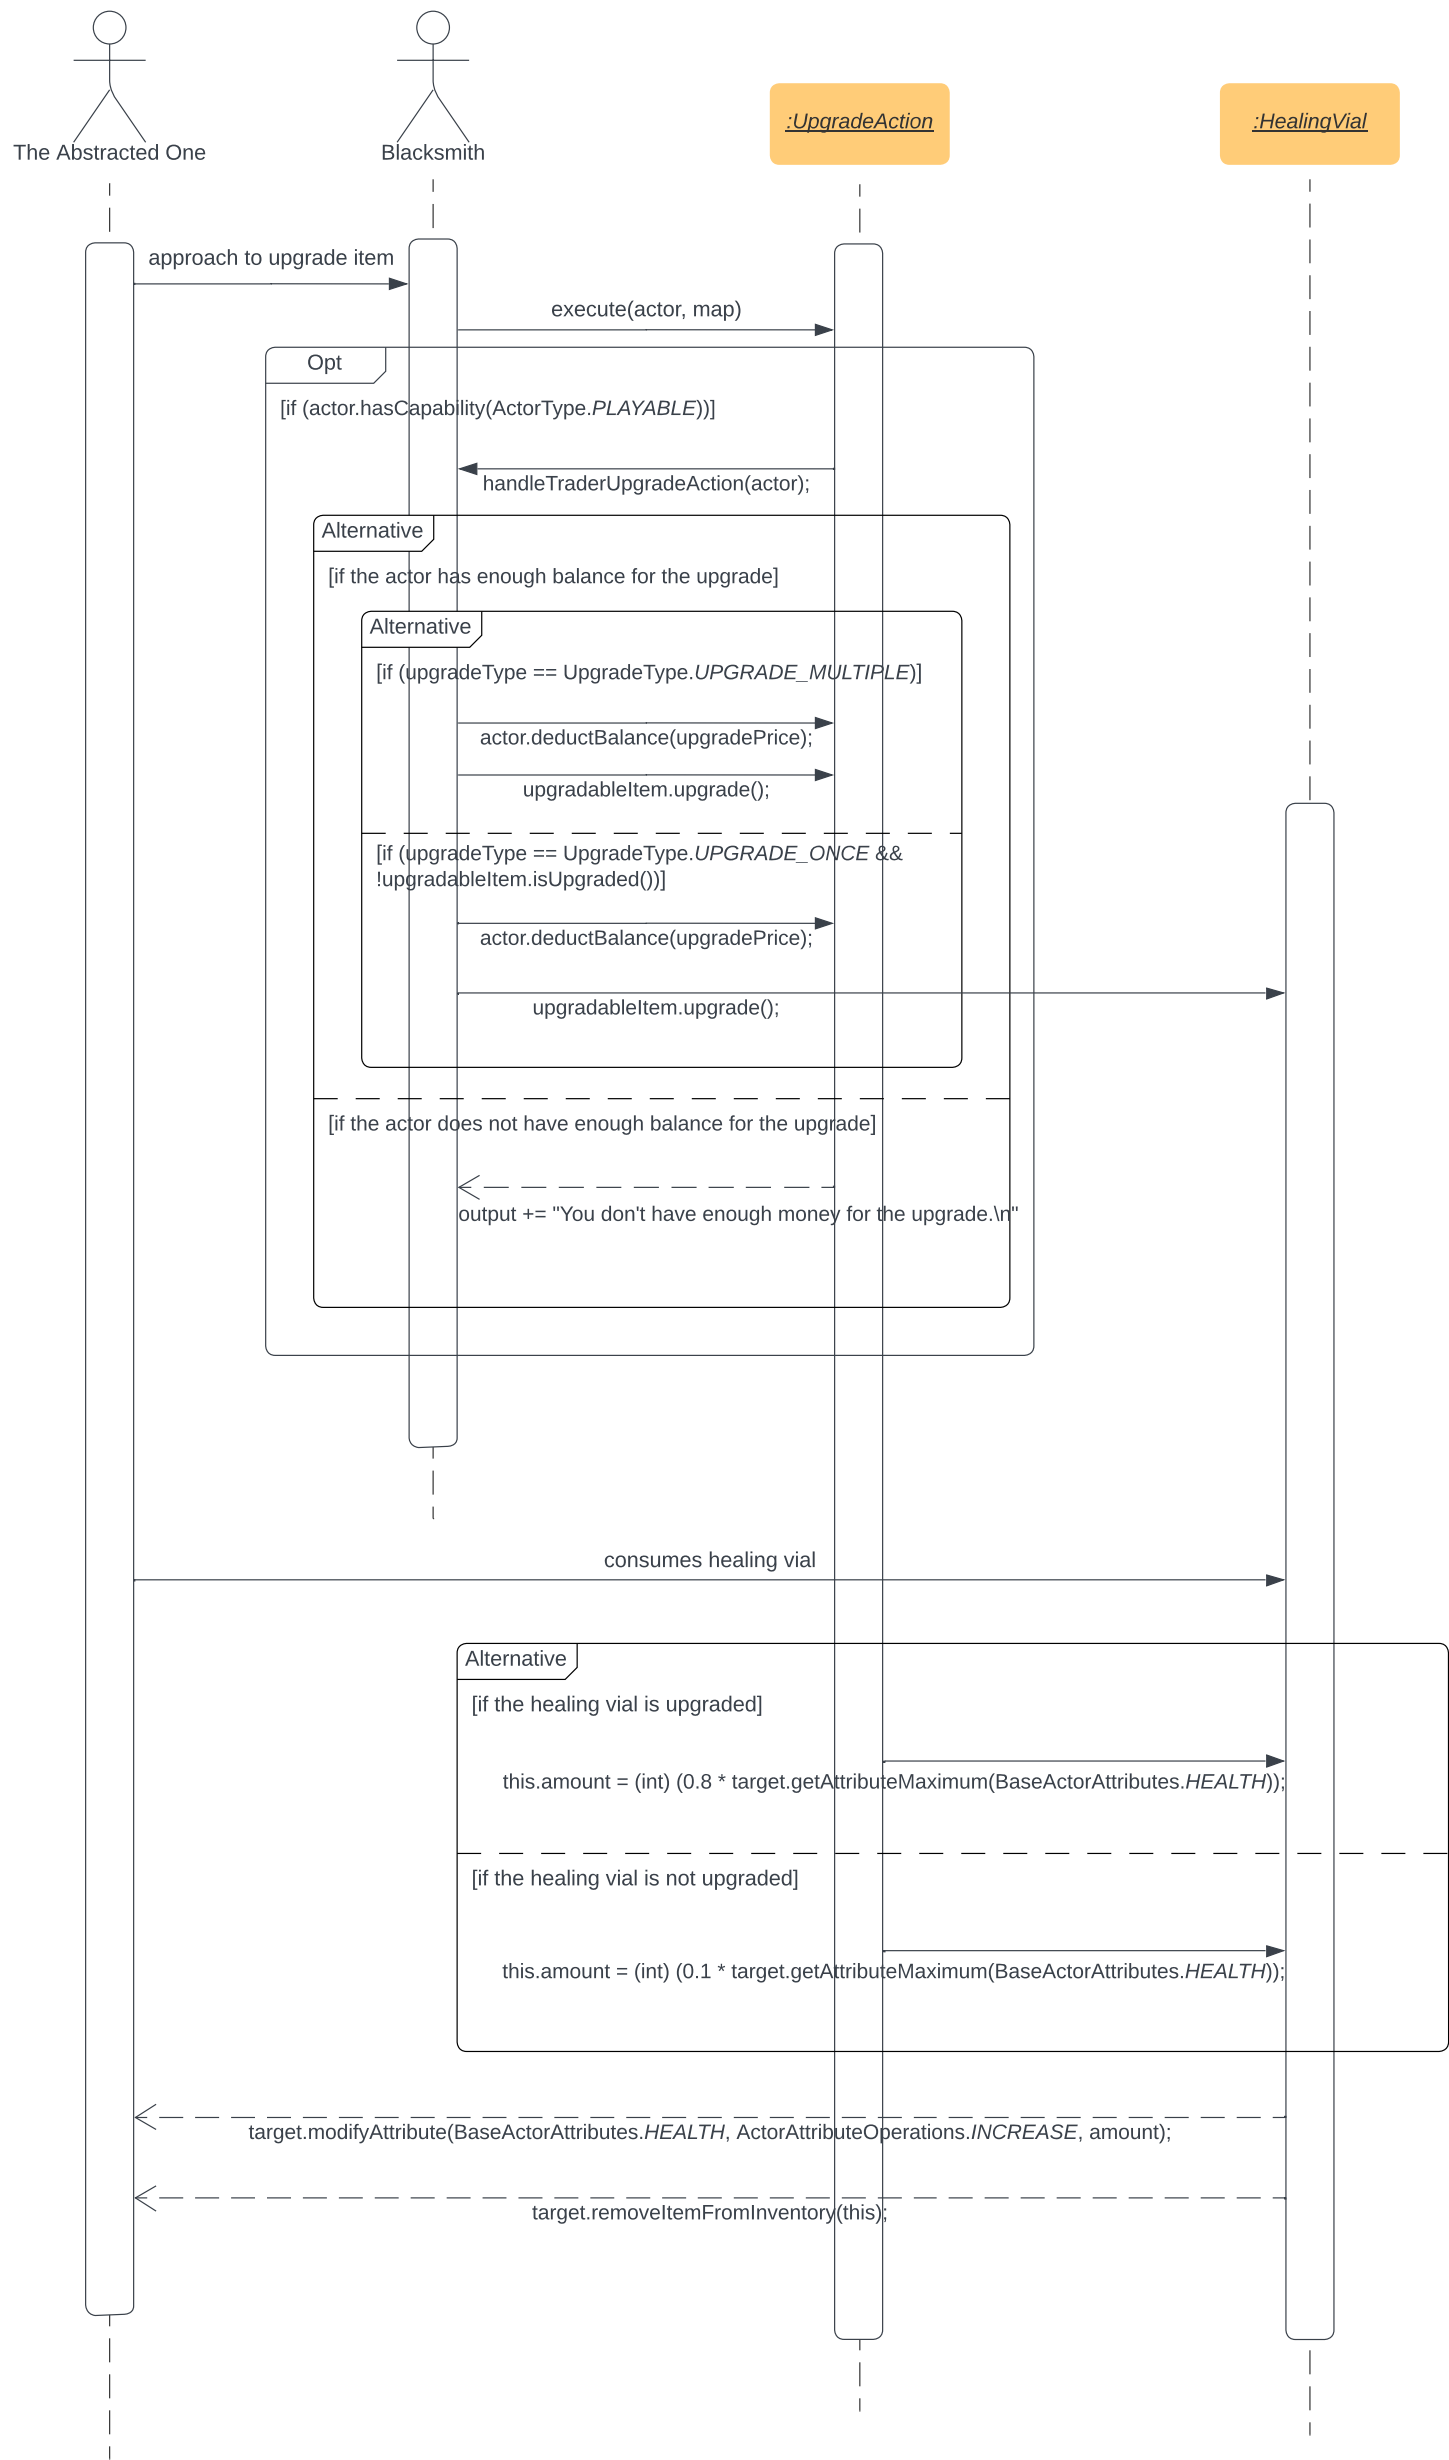 The Abstracted One
Blacksmith
:UpgradeAction
:HealingVial
approach to upgrade item
execute(actor, map)
Opt
[if (actor.hasCapability(ActorType.PLAYABLE))]
handleTraderUpgradeAction(actor);
Alternative
[if the actor has enough balance for the upgrade]
Alternative
[if (upgradeType == UpgradeType.UPGRADE_MULTIPLE)]
actor.deductBalance(upgradePrice);
upgradableItem.upgrade();
[if (upgradeType == UpgradeType.UPGRADE_ONCE &&
!upgradableItem.isUpgraded())]
actor.deductBalance(upgradePrice);
upgradableItem.upgrade();
[if the actor does not have enough balance for the upgrade]
output += "You don't have enough money for the upgrade.\n"
consumes healing vial
Alternative
[if the healing vial is upgraded]
this.amount = (int) (0.8 * target.getAttributeMaximum(BaseActorAttributes.HEALTH));
[if the healing vial is not upgraded]
this.amount = (int) (0.1 * target.getAttributeMaximum(BaseActorAttributes.HEALTH));
target.modifyAttribute(BaseActorAttributes.HEALTH, ActorAttributeOperations.INCREASE, amount);
target.removeItemFromInventory(this);